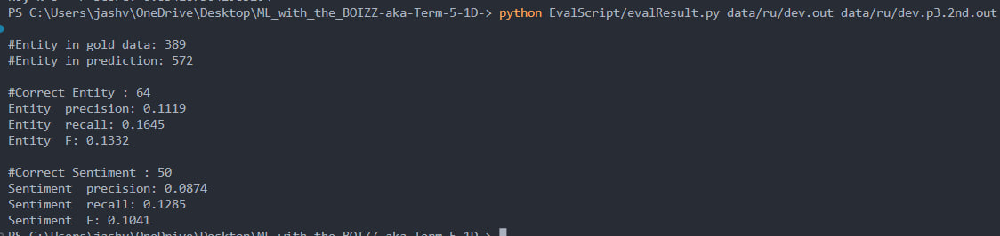 PS C:\Users\jashv\OneDrive\Desktop\ML_with_the_BOIZZ-aka-Term-5-1D-> python EvalScript/evalResult.py data/ru/dev.out data/ru/dev.p3.2nd.out
#Entity in gold data: 389
#Entity in prediction: 572
#Correct Entity : 64
Entity  precision: 0.1119
Entity  recall: 0.1645
Entity  F: 0.1332
#Correct Sentiment : 50
Sentiment  precision: 0.0874
Sentiment  recall: 0.1285
Sentiment  F: 0.1041
PS C:\Users\jashv\OneDrive\Desktop\ML_with_the_BOIZZ-aka-Term-5-1D->